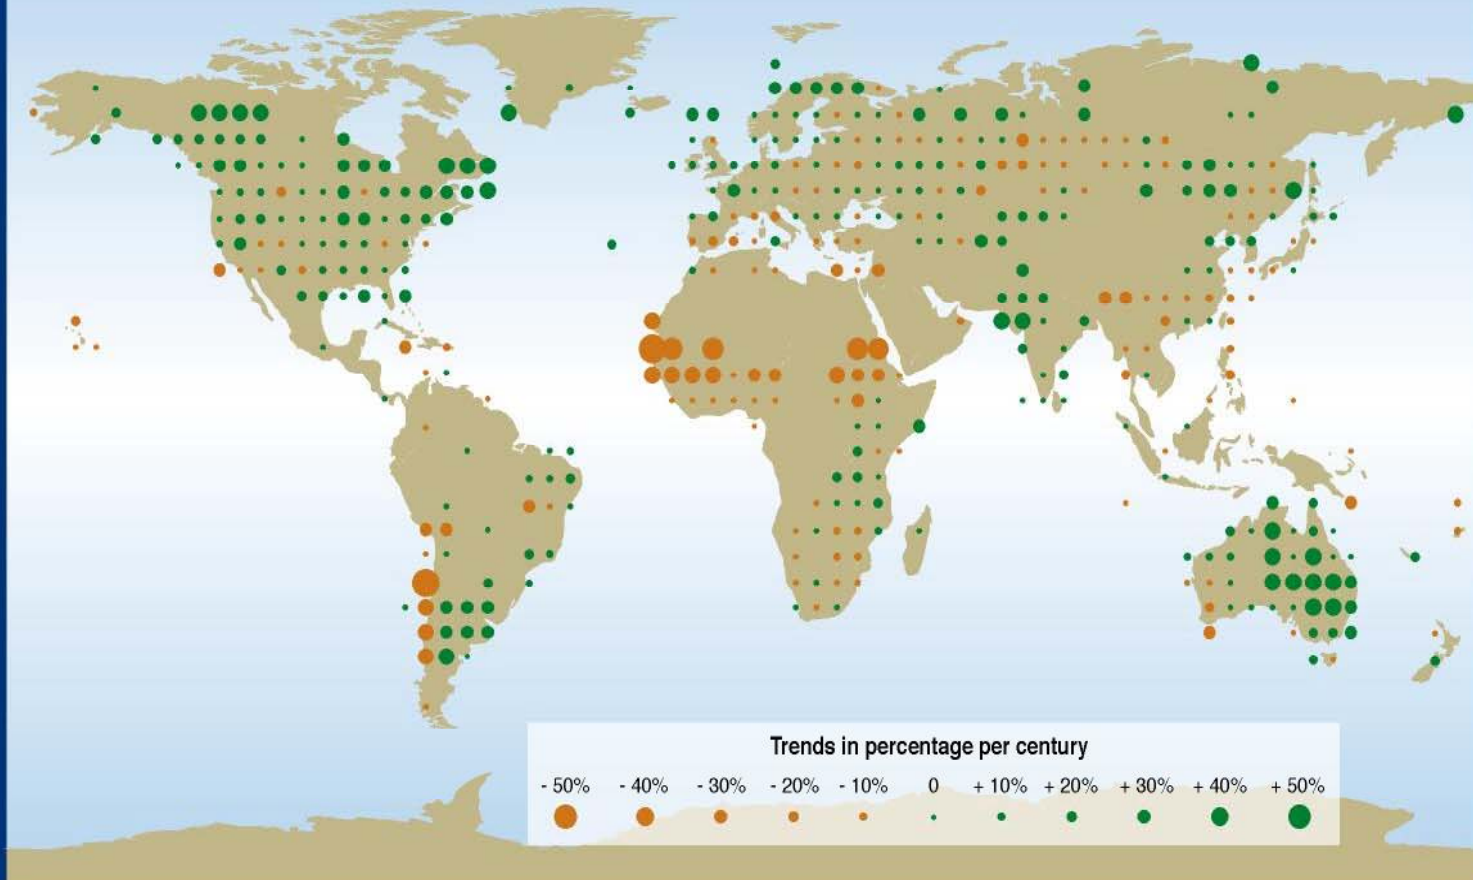 Trends in percentage per century
- 50% - 40% - 30% - 20% - 10% 0 + 10% + 20% + 30% + 40% + 50%